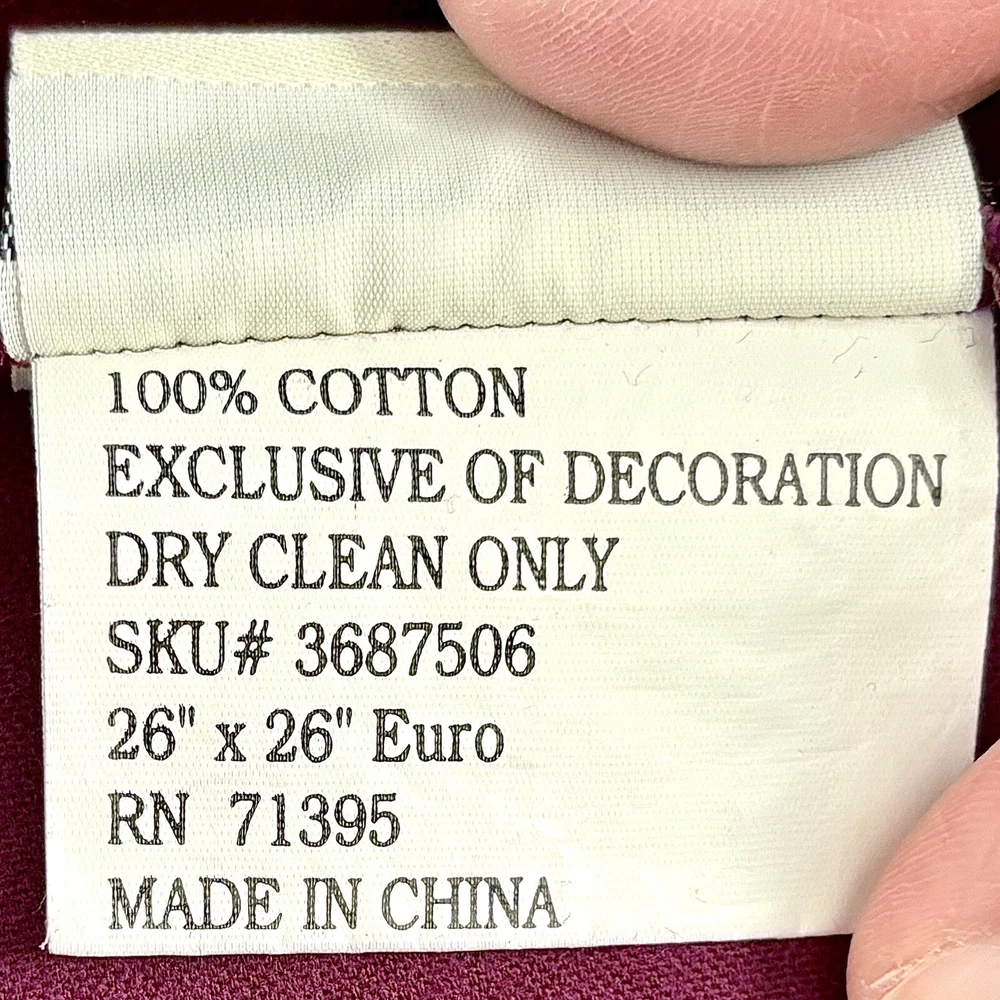 100% COTTON
EXCLUSIVE OF DECORATION
DRY CLEAN ONLY
SKU# 3687506
26" x 26" Euro
RN 71395
MADE IN CHINA